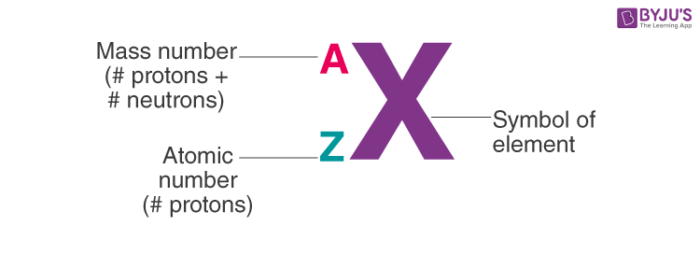 BYJU'S
The Learning App
Mass number
(# protons +
# neutrons)
A
X
Symbol of
element
Z
Atomic
number
(# protons)